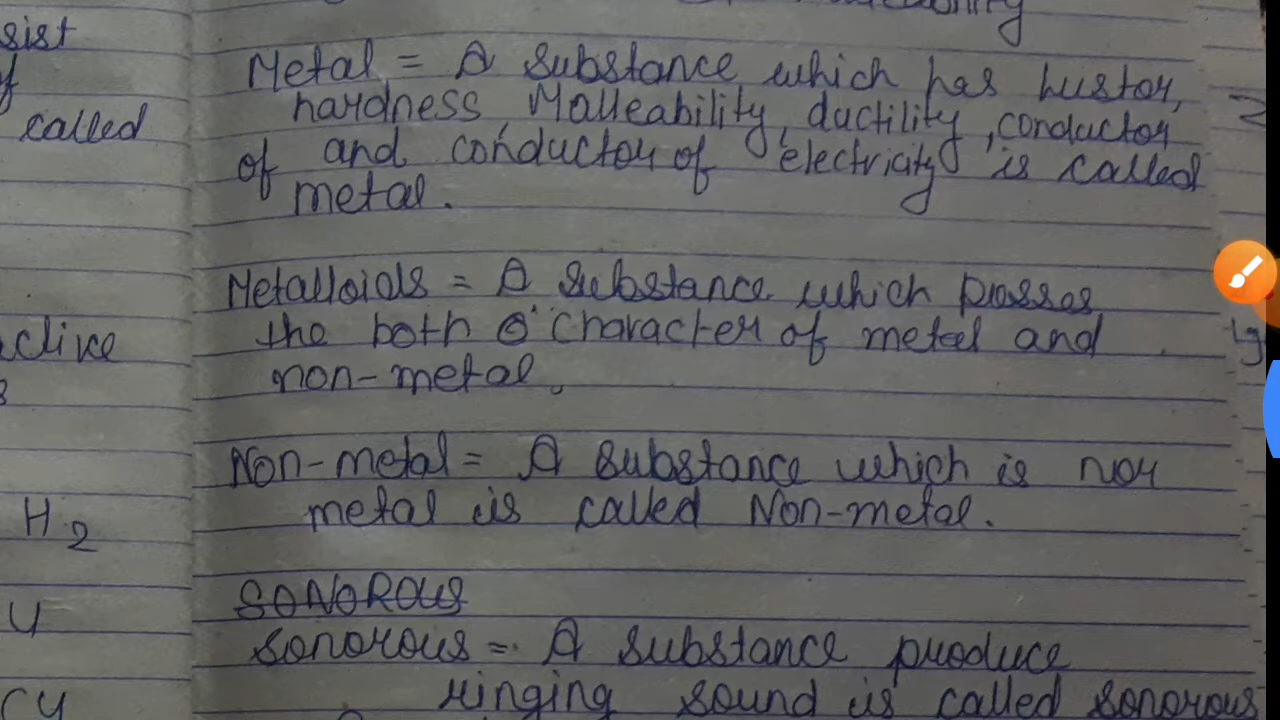 sist
called
H2
U
Metal = A substance which has lustor,
hardness, Malleability, ductility, conductor
of and conductor of electricity is called
metal.
Metalloids = A substance which posses
the both character of metal and
non-metal.
Non-metal = A substance which is nor
metal is called Non-metal.
SONOROUS
Sonorous = A substance produce
ringing sound is called sonorous